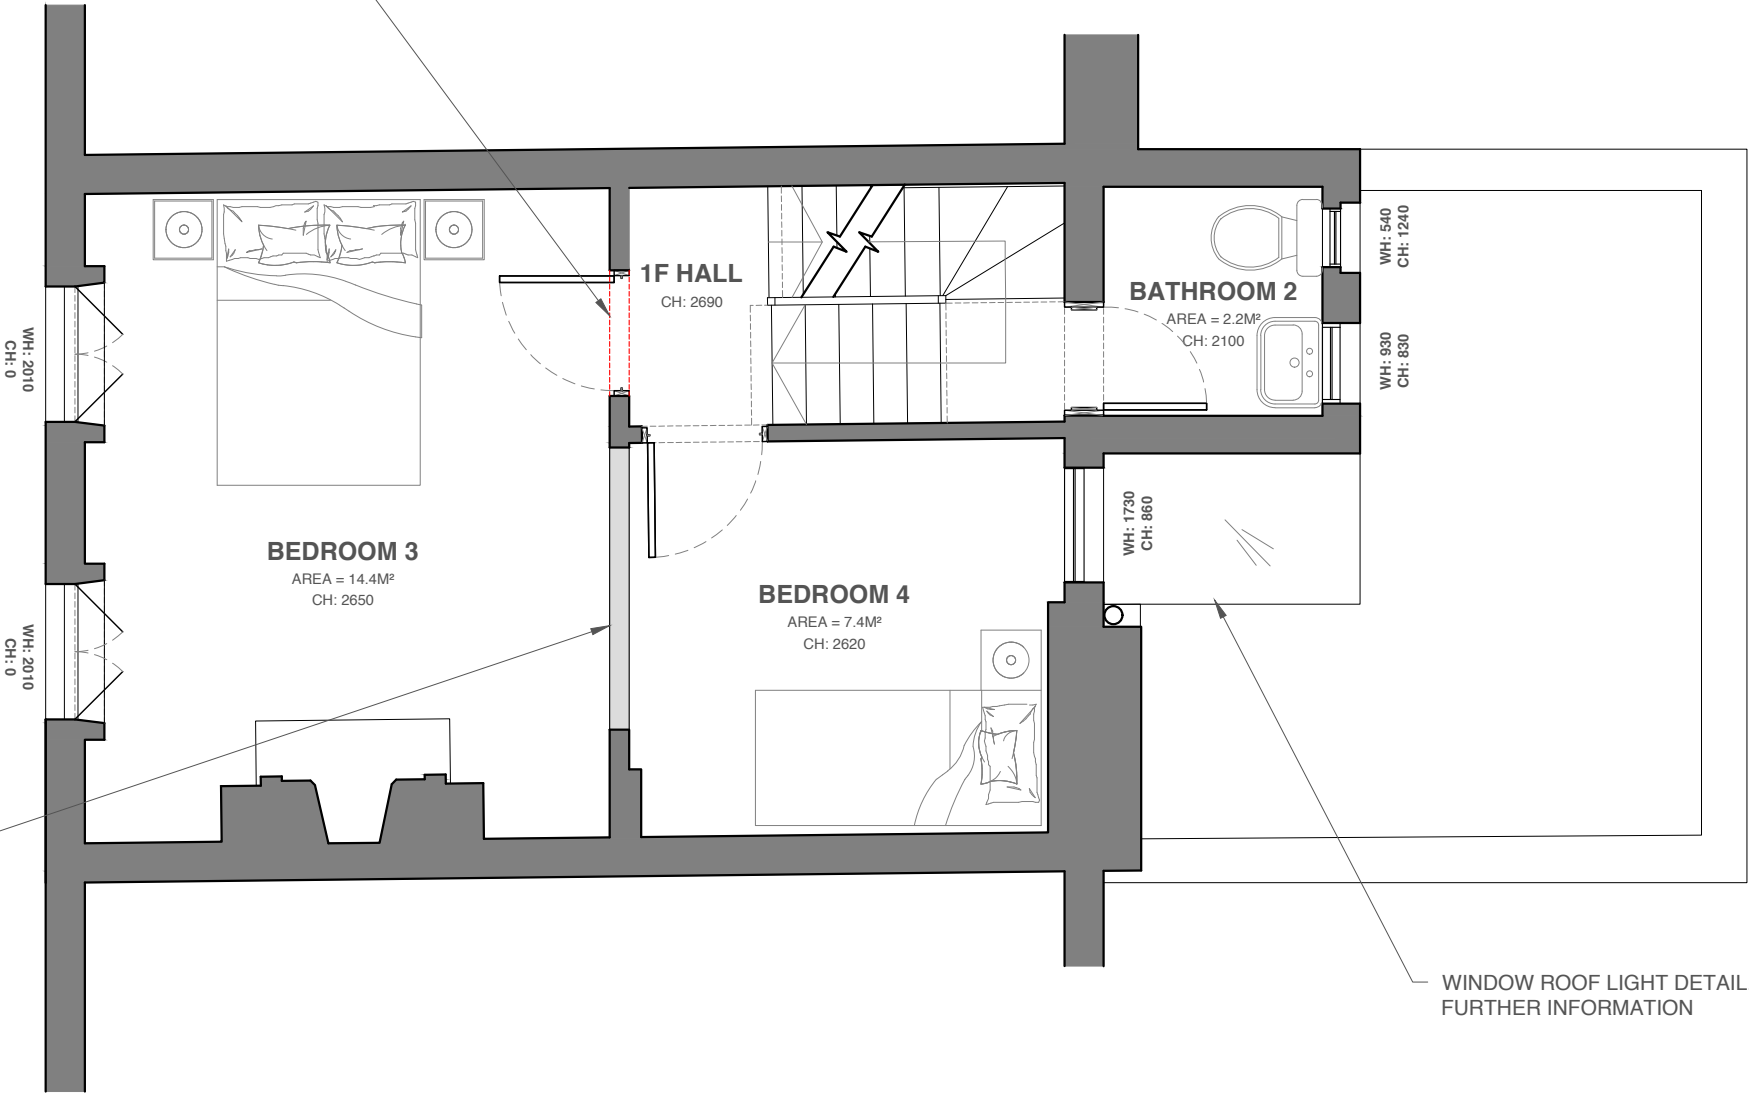 1F HALL
CH: 2690
BATHROOM 2
AREA = 2.2M²
CH: 2100
WH: 540
CH: 1240
WH: 930
CH: 830
WH: 2010
CH: 0
BEDROOM 3
AREA = 14.4M²
CH: 2650
WH: 1730
CH: 860
BEDROOM 4
AREA = 7.4M²
CH: 2620
WH: 2010
CH: 0
WINDOW ROOF LIGHT DETAIL
FURTHER INFORMATION